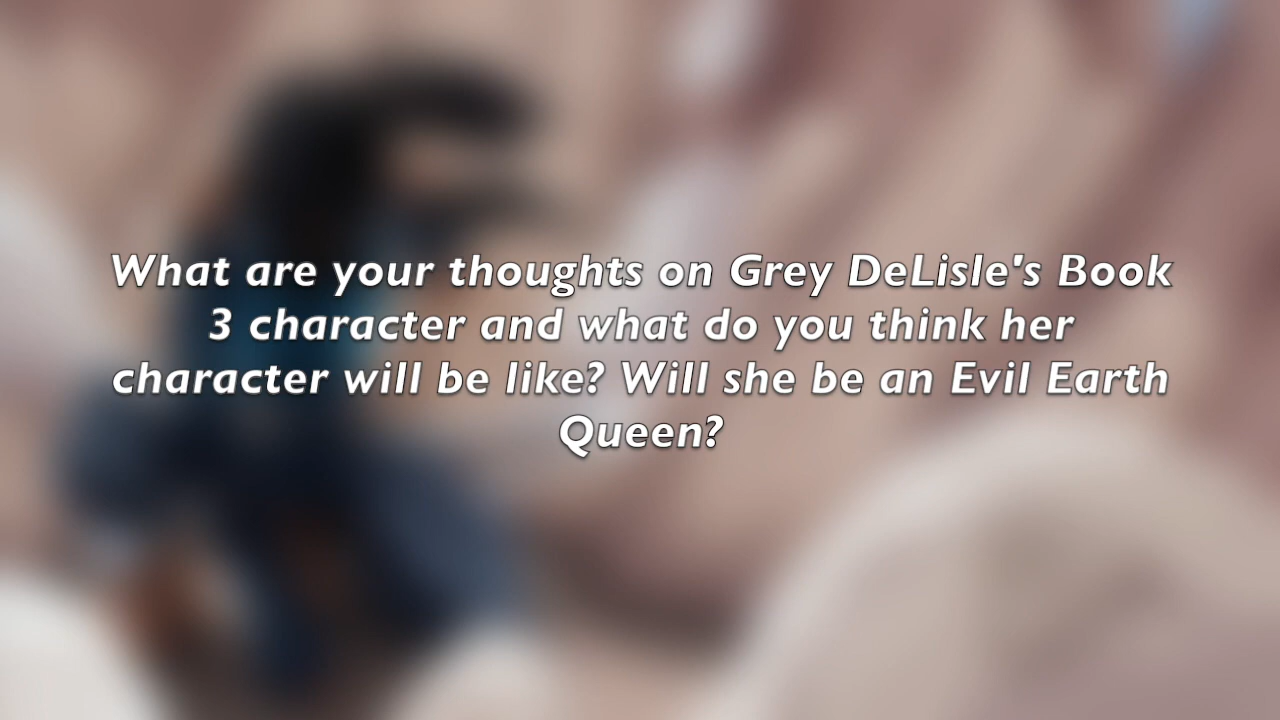 What are your thoughts on Grey DeLisle's Book
3 character and what do you think her
character will be like? Will she be an Evil Earth
Queen?